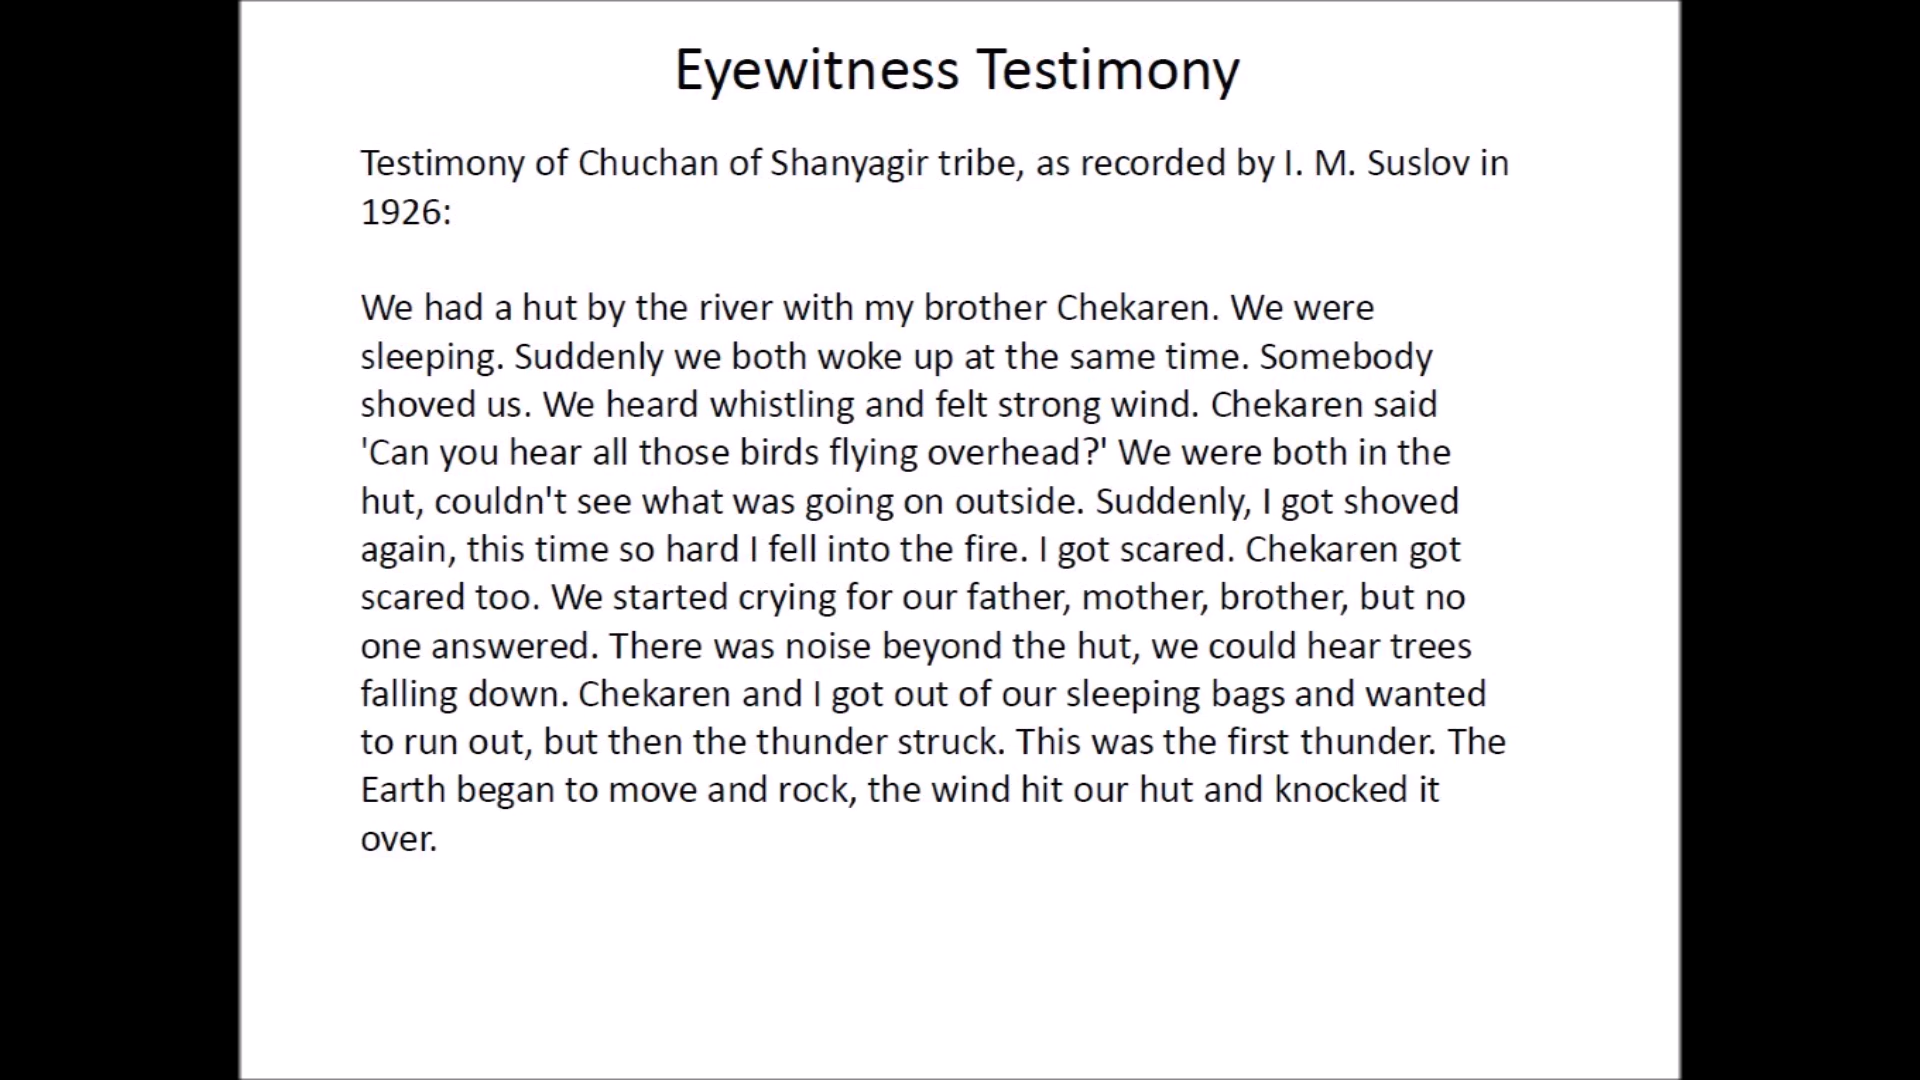 Eyewitness Testimony
Testimony of Chuchan of Shanyagir tribe, as recorded by I. M. Suslov in
1926:
We had a hut by the river with my brother Chekaren. We were
sleeping. Suddenly we both woke up at the same time. Somebody
shoved us. We heard whistling and felt strong wind. Chekaren said
'Can you hear all those birds flying overhead?' We were both in the
hut, couldn't see what was going on outside. Suddenly, I got shoved
again, this time so hard I fell into the fire. I got scared. Chekaren got
scared too. We started crying for our father, mother, brother, but no
one answered. There was noise beyond the hut, we could hear trees
falling down. Chekaren and I got out of our sleeping bags and wanted
to run out, but then the thunder struck. This was the first thunder. The
Earth began to move and rock, the wind hit our hut and knocked it
over.